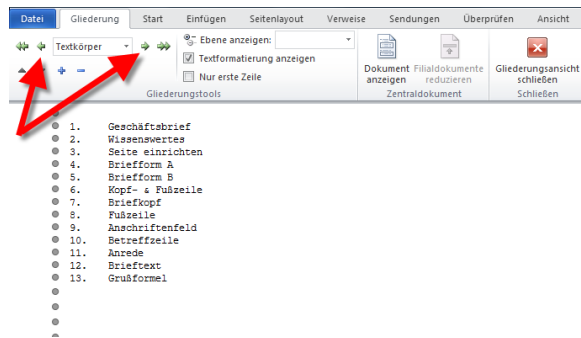 Datei Gliederung Start Einfügen Seitenlayout Verweise Sendungen Überprüfen Ansicht
Textkörper
Ebene anzeigen:
Textformatierung anzeigen
Nur erste Zeile
Gliederungstools
Dokument anzeigen
Filialdokumente reduzieren
Zentraldokument
Gliederungsansicht schließen
Schließen
1. Geschäftsbrief
2. Wissenswertes
3. Seite einrichten
4. Briefform A
5. Briefform B
6. Kopf- & Fußzeile
7. Briefkopf
8. Fußzeile
9. Anschriftenfeld
10. Betreffzeile
11. Anrede
12. Brieftext
13. Grußformel